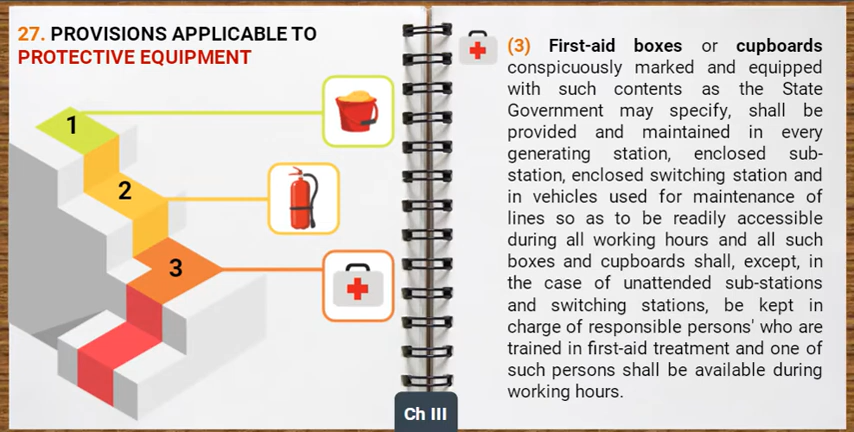 27. PROVISIONS APPLICABLE TO
PROTECTIVE EQUIPMENT
1
2
3
(3) First-aid boxes or cupboards
conspicuously marked and equipped
with such contents as the State
Government may specify, shall be
provided and maintained in every
generating station, enclosed sub-
station, enclosed switching station and
in vehicles used for maintenance of
lines so as to be readily accessible
during all working hours and all such
boxes and cupboards shall, except, in
the case of unattended sub-stations
and switching stations, be kept in
charge of responsible persons' who are
trained in first-aid treatment and one of
such persons shall be available during
working hours.
Ch III